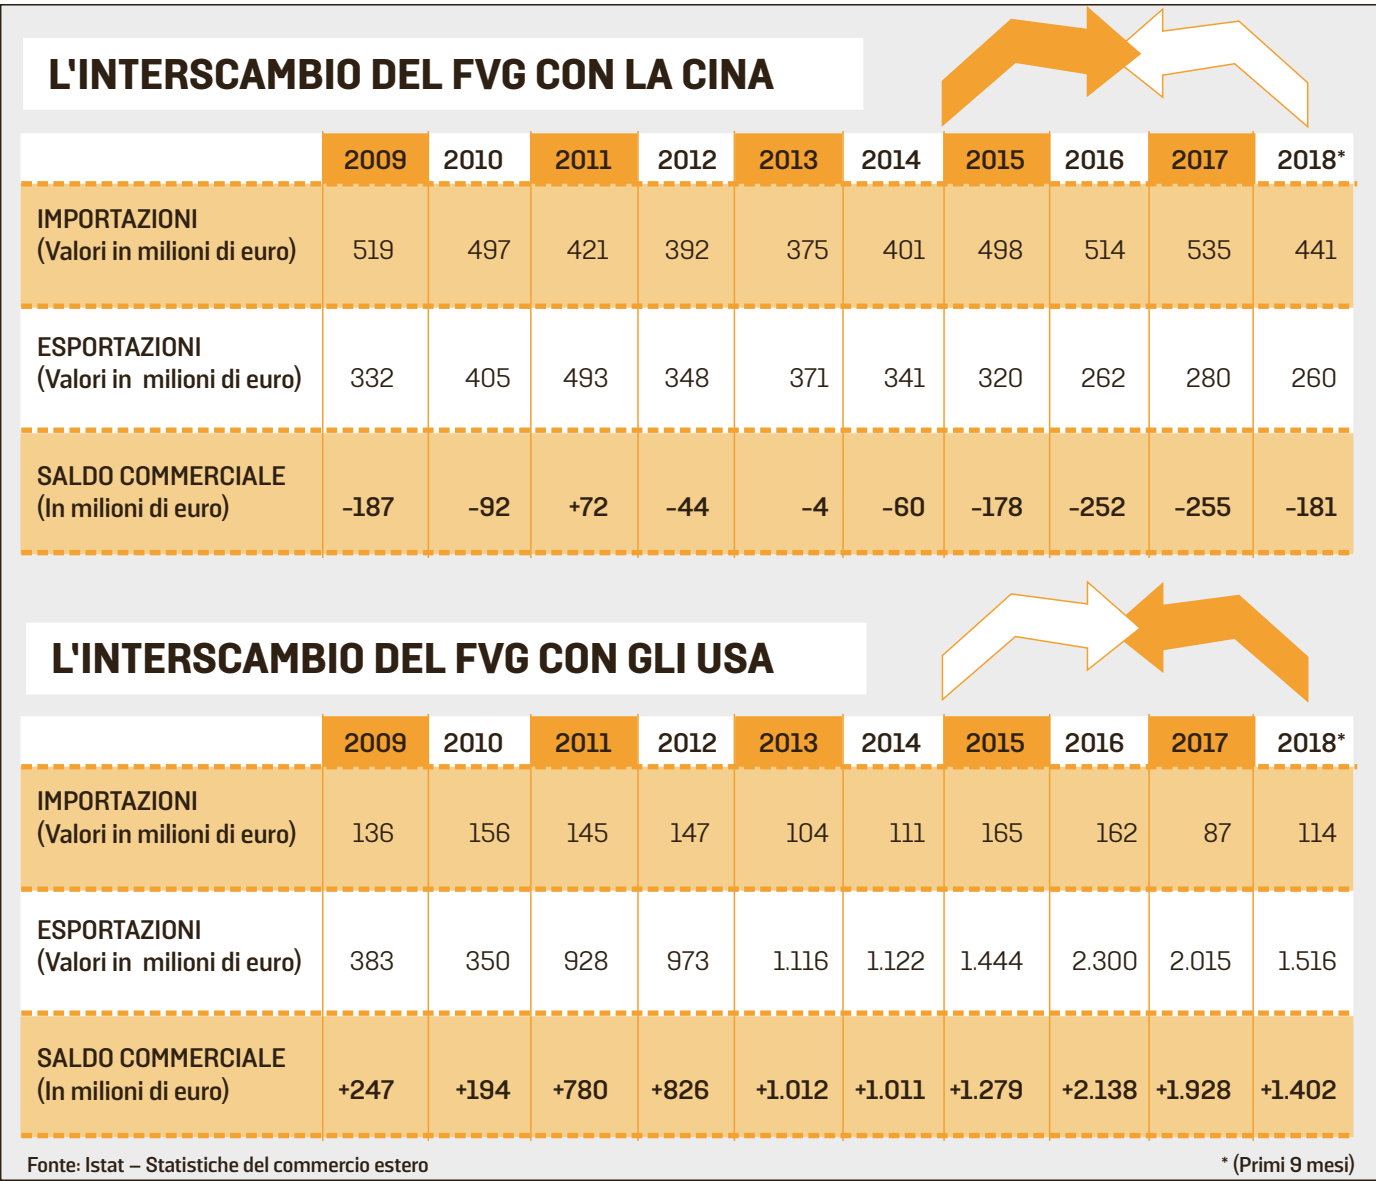 L'INTERSCAMBIO DEL FVG CON LA CINA
2009 2010 2011 2012 2013 2014 2015 2016 2017 2018*
IMPORTAZIONI
(Valori in milioni di euro) 519 497 421 392 375 401 498 514 535 441
ESPORTAZIONI
(Valori in milioni di euro) 332 405 493 348 371 341 320 262 280 260
SALDO COMMERCIALE
(In milioni di euro) -187 -92 +72 -44 -4 -60 -178 -252 -255 -181
L'INTERSCAMBIO DEL FVG CON GLI USA
2009 2010 2011 2012 2013 2014 2015 2016 2017 2018*
IMPORTAZIONI
(Valori in milioni di euro) 136 156 145 147 104 111 165 162 87 114
ESPORTAZIONI
(Valori in milioni di euro) 383 350 928 973 1.116 1.122 1.444 2.300 2.015 1.516
SALDO COMMERCIALE
(In milioni di euro) +247 +194 +780 +826 +1.012 +1.011 +1.279 +2.138 +1.928 +1.402
Fonte: Istat – Statistiche del commercio estero * (Primi 9 mesi)